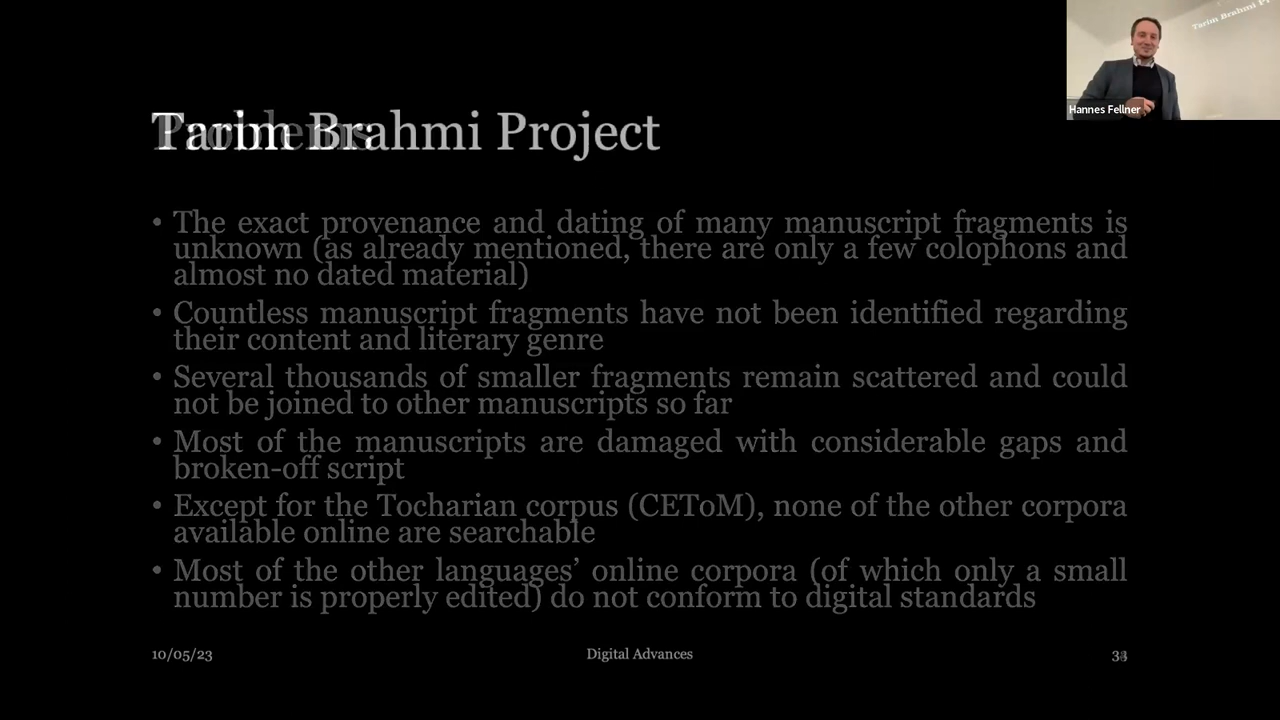 Tarim Brahmi P
Hannes Fellner
Tarim Brahmi Project
Problems
• The exact provenance and dating of many manuscript fragments is
unknown (as already mentioned, there are only a few colophons and
almost no dated material)
• Countless manuscript fragments have not been identified regarding
their content and literary genre
• Several thousands of smaller fragments remain scattered and could
not be joined to other manuscripts so far
• Most of the manuscripts are damaged with considerable gaps and
broken-off script
• Except for the Tocharian corpus (CEToM), none of the other corpora
available online are searchable
• Most of the other languages’ online corpora (of which only a small
number is properly edited) do not conform to digital standards
10/05/23
Digital Advances